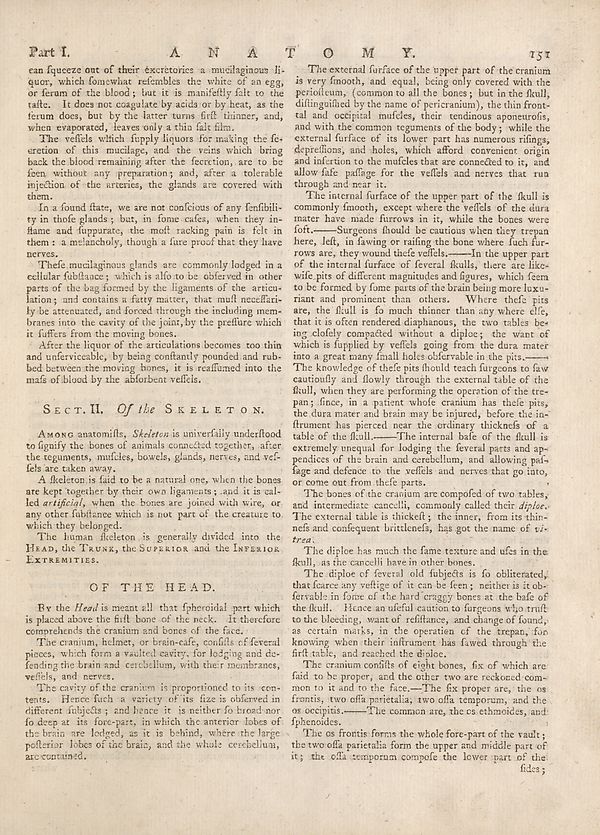 Part I. A N A T O M Y. 151
can ſqueeze out of their excretories a mucilaginous li-
quor, which ſomewhat reſembles the white of an egg,
or ſerum of the blood; but it is manifeſtly ſalt to the
taſte. It does not coagulate by acids or by heat, as the
ſerum does, but by the latter turns firſt thinner, and,
when evaporated, leaves only a thin ſalt film.
The veſſels which ſupply liquors for making the ſe-
cretion of this mucilage, and the veins which bring
back the blood remaining after the ſecretion, are to be
ſeen without any preparation; and, after a tolerable
injection of the arteries, the glands are covered with
them.
In a ſound ſtate, we are not conſcious of any ſenſibili-
ty in thoſe glands; but, in ſome caſes, when they in-
flame and ſuppurate, the moſt racking pain is felt in
them: a melancholy, though a ſure proof that they have
nerves.
Theſe mucilaginous glands are commonly lodged in a
cellular ſubſtance; which is alſo to be obſerved in other
parts of the bag formed by the ligaments of the articu-
lation; and contains a fatty matter, that muſt neceſſari-
ly be attenuated, and forced through the including mem-
branes into the cavity of the joint, by the preſſure which
it ſuffers from the moving bones.
After the liquor of the articulations becomes too thin
and unſerviceable, by being conſtantly pounded and rub-
bed between the moving bones, it is reaſſumed into the
maſs of blood by the abſorbent veſſels.
SECT. II. Of the SKELETON.
AMONG anatomiſts, Skeleton is univerſally underſtood
to ſignify the bones of animals connected together, after
the teguments, muſcles, bowels, glands, nerves, and veſ-
ſels are taken away.
A ſkeleton is ſaid to be a natural one, when the bones
are kept together by their own ligaments; and it is cal-
led artificial, when the bones are joined with wire, or
any other ſubſtance which is not part of the creature to
which they belonged.
The human ſkeleton is generally divided into the
HEAD, the TRUNK, the SUPERIOR and the INFERIOR
EXTREMITIES.
OF THE HEAD.
BY the Head is meant all that ſpheroidal part which
is placed above the firſt bone of the neck. It therefore
comprehends the cranium and bones of the face.
The cranium, helmet, or brain-caſe, conſiſts of ſeveral
pieces, which form a vaulted cavity, for lodging and de-
fending the brain and cerebellum, with their membranes,
veſſels, and nerves.
The cavity of the cranium is proportioned to its con-
tents. Hence ſuch a variety of its ſize is obſerved in
different ſubjects; and hence it is neither ſo broad nor
ſo deep at its fore-part, in which the anterior lobes of
the brain are lodged, as it is behind, where the large
poſterior lobes of the brain, and the whole cerebellum,
are contained.
The external ſurface of the upper part of the cranium
is very ſmooth, and equal, being only covered with the
perioſteum, (common to all the bones; but in the ſkull,
diſtinguiſhed by the name of pericranium), the thin front-
tal and occipital muſcles, their tendinous aponeuroſis,
and with the common teguments of the body; while the
external ſurface of its lower part has numerous riſings,
depreſſions, and holes, which afford convenient origin
and inſertion to the muſcles that are connected to it, and
allow ſafe paſſage for the veſſels and nerves that run
through and near it.
The internal ſurface of the upper part of the ſkull is
commonly ſmooth, except where the veſſels of the dura
mater have made furrows in it, while the bones were
ſoft.——Surgeons ſhould be cautious when they trepan
here, leſt, in ſawing or raiſing the bone where ſuch fur-
rows are, they wound theſe veſſels.——In the upper part
of the internal ſurface of ſeveral ſkulls, there are like-
wiſe pits of different magnitudes and figures, which ſeem
to be formed by ſome parts of the brain being more luxu-
riant and prominent than others. Where theſe pits
are, the ſkull is ſo much thinner than any where elſe,
that it is often rendered diaphanous, the two tables be-
ing cloſely compacted without a diploe; the want of
which is ſupplied by veſſels going from the dura mater
into a great many ſmall holes obſervable in the pits.——
The knowledge of theſe pits ſhould teach ſurgeons to ſaw
cautiouſly and ſlowly through the external table of the
ſkull, when they are performing the operation of the tre-
pan; ſince, in a patient whoſe cranium has theſe pits,
the dura mater and brain may be injured, before the in-
ſtrument has pierced near the ordinary thickneſs of a
table of the ſkull.——The internal baſe of the ſkull is
extremely unequal for lodging the ſeveral parts and ap-
pendices of the brain and cerebellum, and allowing paſ-
ſage and defence to the veſſels and nerves that go into,
or come out from theſe parts.
The bones of the cranium are compoſed of two tables,
and intermediate cancelli, commonly called their diploe.
The external table is thickeſt; the inner, from its thin-
neſs and conſequent brittleneſs, has got the name of vi-
trea.
The diploe has much the ſame texture and uſes in the
ſkull, as the cancelli have in other bones.
The diploe of ſeveral old ſubjects is ſo obliterated,
that ſcarce any veſtige of it can be ſeen; neither is it ob-
ſervable in ſome of the hard craggy bones at the baſe of
the ſkull. Hence an uſeful caution to ſurgeons who truſt
to the bleeding, want of reſiſtance, and change of ſound,
as certain marks, in the operation of the trepan, for
knowing when their inſtrument has ſawed through the
firſt table, and reached the diploe.
The cranium conſiſts of eight bones, ſix of which are
ſaid to be proper, and the other two are reckoned com-
mon to it and to the face.—The ſix proper are, the os
frontis, two oſſa parietalia, two oſſa temporum, and the
os occipitis.——The common are, the os ethmoides, and
ſphenoides.
The os frontis forms the whole fore-part of the vault;
the two oſſa parietalia form the upper and middle part of
it; the oſſa temporum compoſe the lower part of the
ſides;